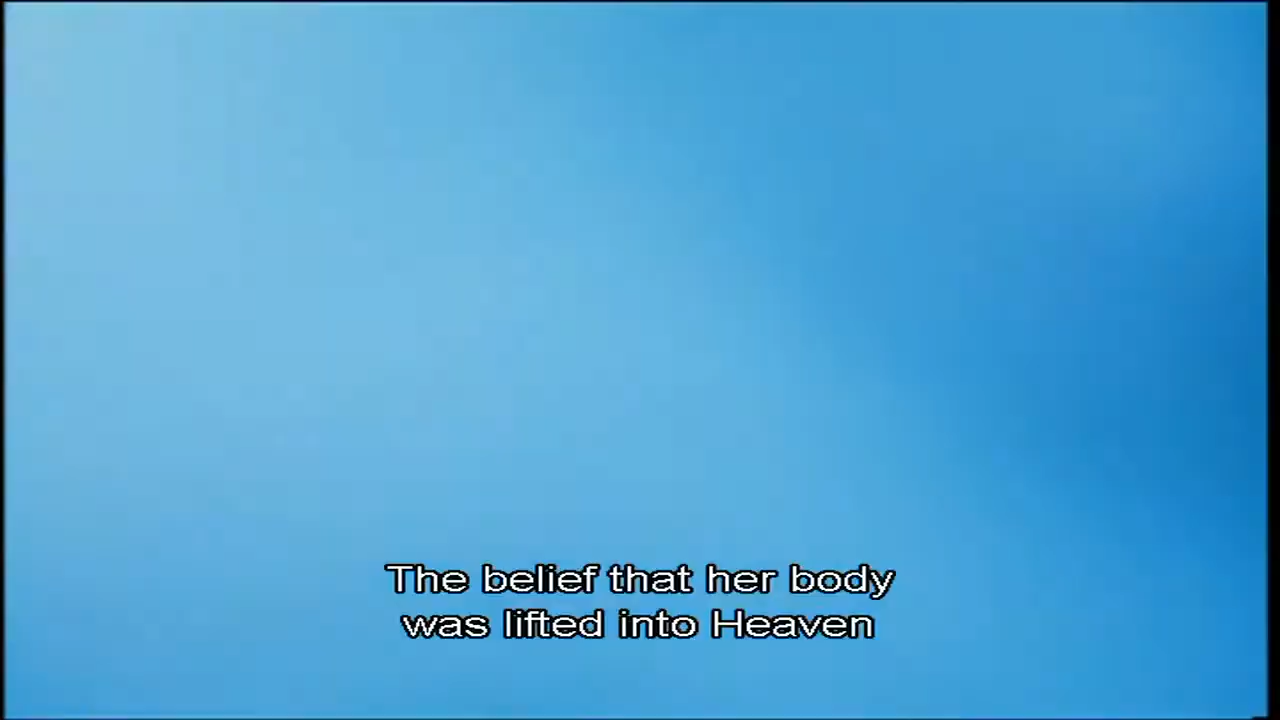 The belief that her body
was lifted into Heaven